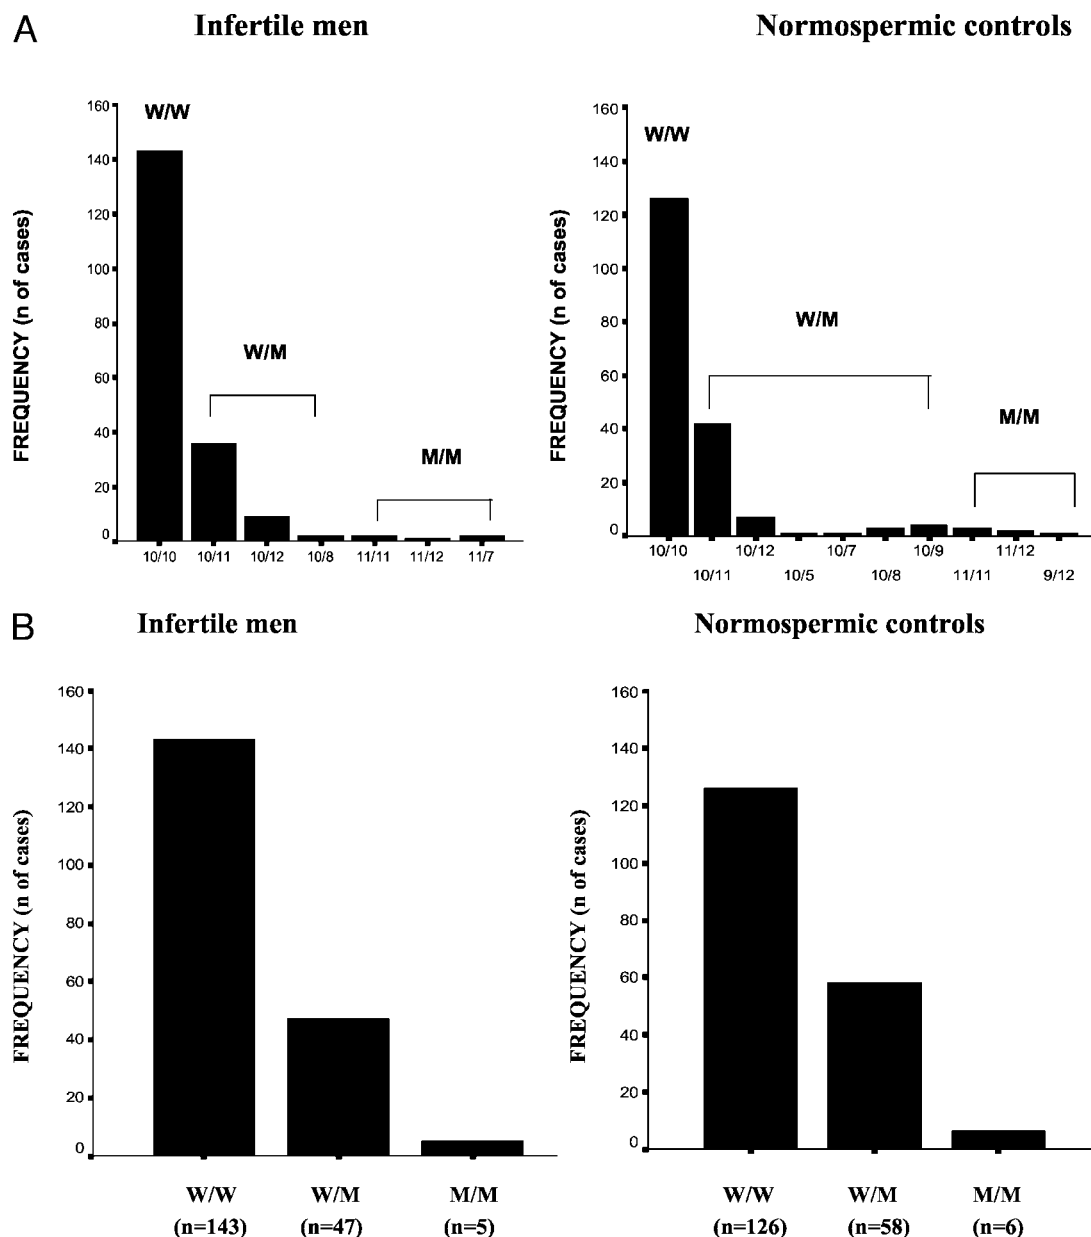 A
Infertile men
Normospermic controls
FREQUENCY (n of cases)
160
140
120
100
80
60
40
20
0
W/W
W/M
M/M
10/10
10/11
10/12
10/8
11/11
11/12
11/7
FREQUENCY (n of cases)
160
140
120
100
80
60
40
20
0
W/W
W/M
M/M
10/10
10/12
10/7
10/9
11/12
10/11
10/5
10/8
11/11
9/12
B
Infertile men
Normospermic controls
FREQUENCY (n of cases)
160
140
120
100
80
60
40
20
0
W/W
W/M
M/M
(n=143)
(n=47)
(n=5)
FREQUENCY (n of cases)
160
140
120
100
80
60
40
20
0
W/W
W/M
M/M
(n=126)
(n=58)
(n=6)